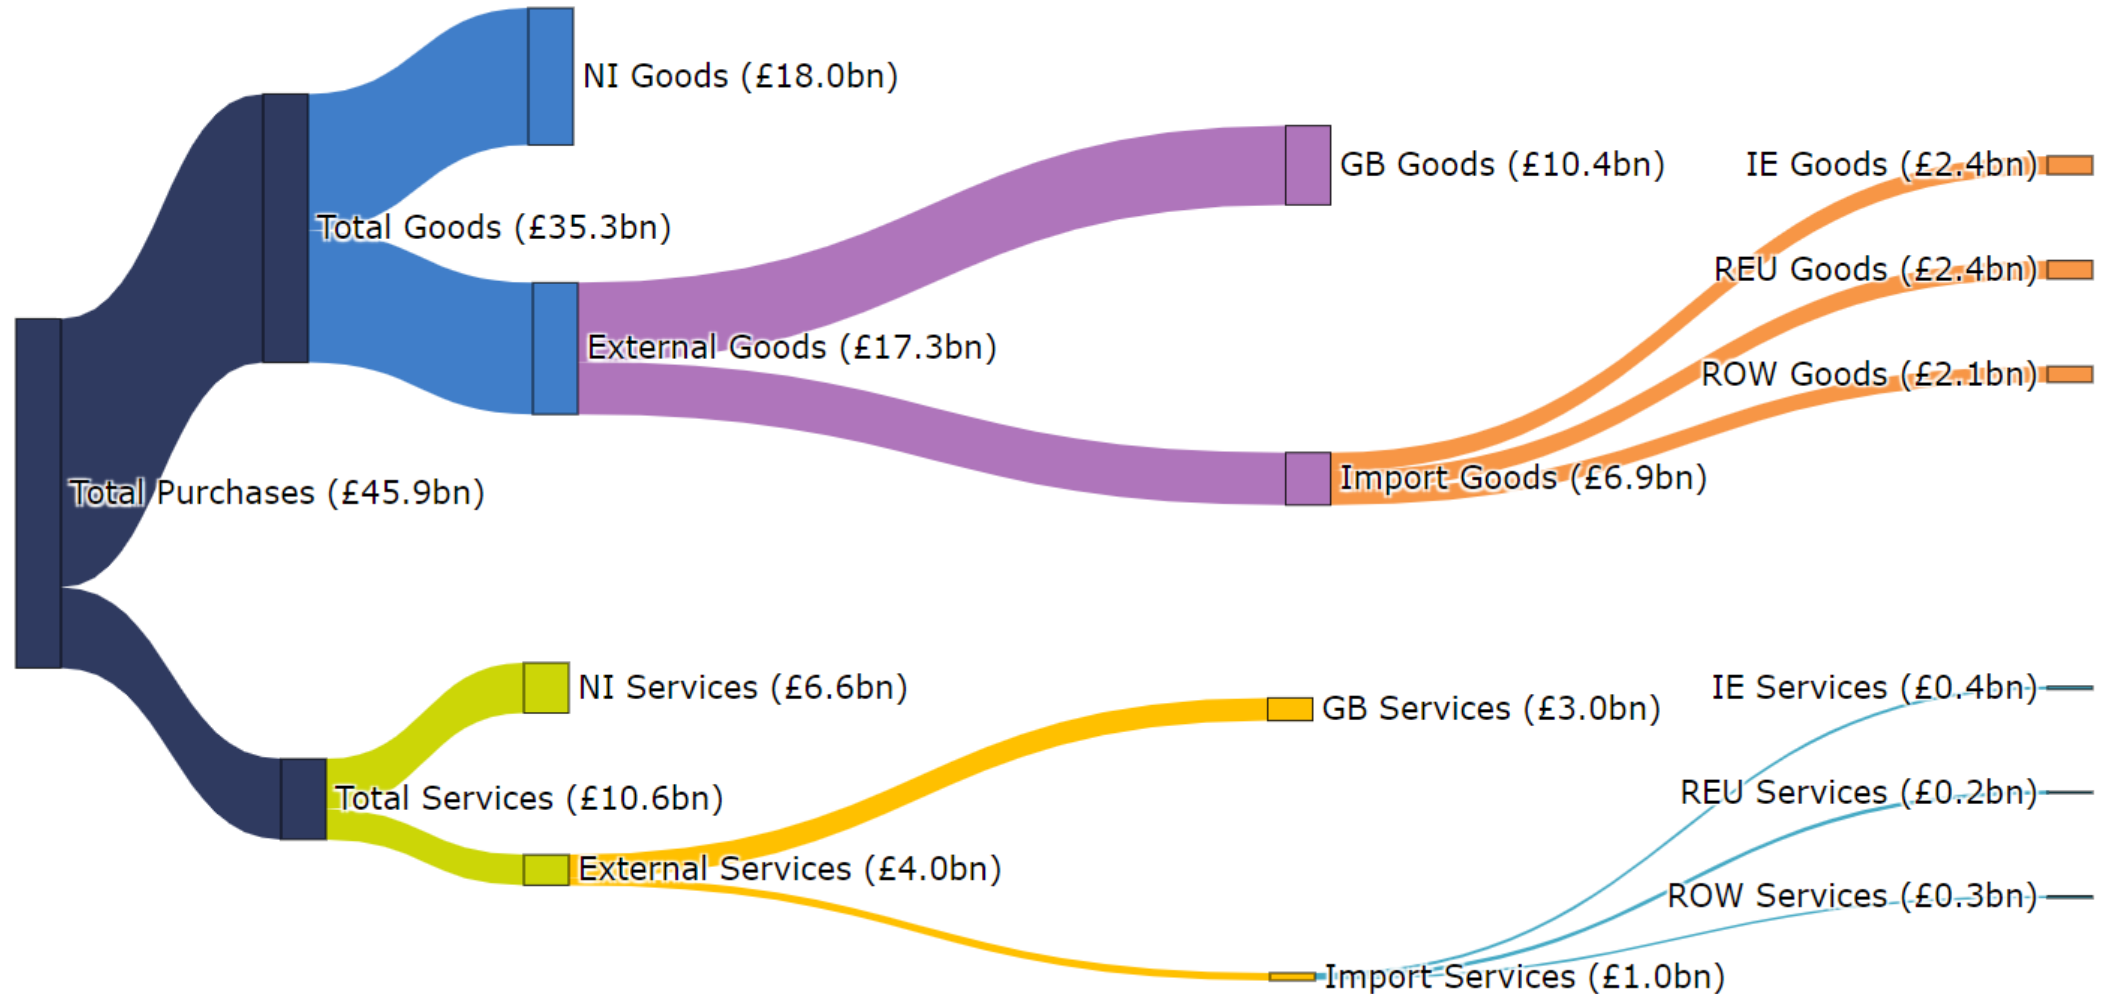 NI Goods (£18.0bn)
GB Goods (£10.4bn)
IE Goods (£2.4bn)
Total Goods (£35.3bn)
REU Goods (£2.4bn)
External Goods (£17.3bn)
ROW Goods (£2.1bn)
Import Goods (£6.9bn)
Total Purchases (£45.9bn)
NI Services (£6.6bn)
IE Services (£0.4bn)
GB Services (£3.0bn)
Total Services (£10.6bn)
REU Services (£0.2bn)
External Services (£4.0bn)
ROW Services (£0.3bn)
Import Services (£1.0bn)